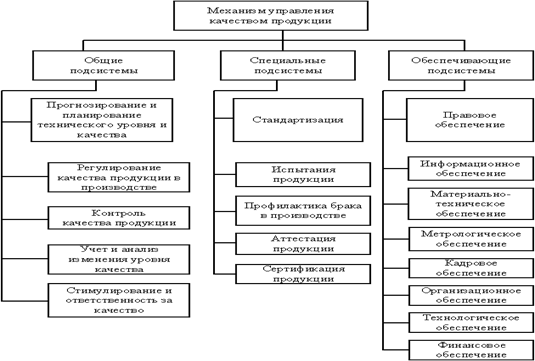 Механизм управления
качеством продукции
Общие
подсистемы
Специальные
подсистемы
Обеспечивающие
подсистемы
Прогнозирование и
планирование
технического уровня и
качества
Регулирование
качества продукции в
производстве
Контроль
качества продукции
Учет и анализ
изменения уровня
качества
Стимулирование и
ответственность за
качество
Стандартизация
Испытания
продукции
Профилактика брака
в производстве
Аттестация
продукции
Сертификация
продукции
Правовое
обеспечение
Информационное
обеспечение
Материально-
техническое
обеспечение
Метрологическое
обеспечение
Кадровое
обеспечение
Организационное
обеспечение
Технологическое
обеспечение
Финансовое
обеспечение